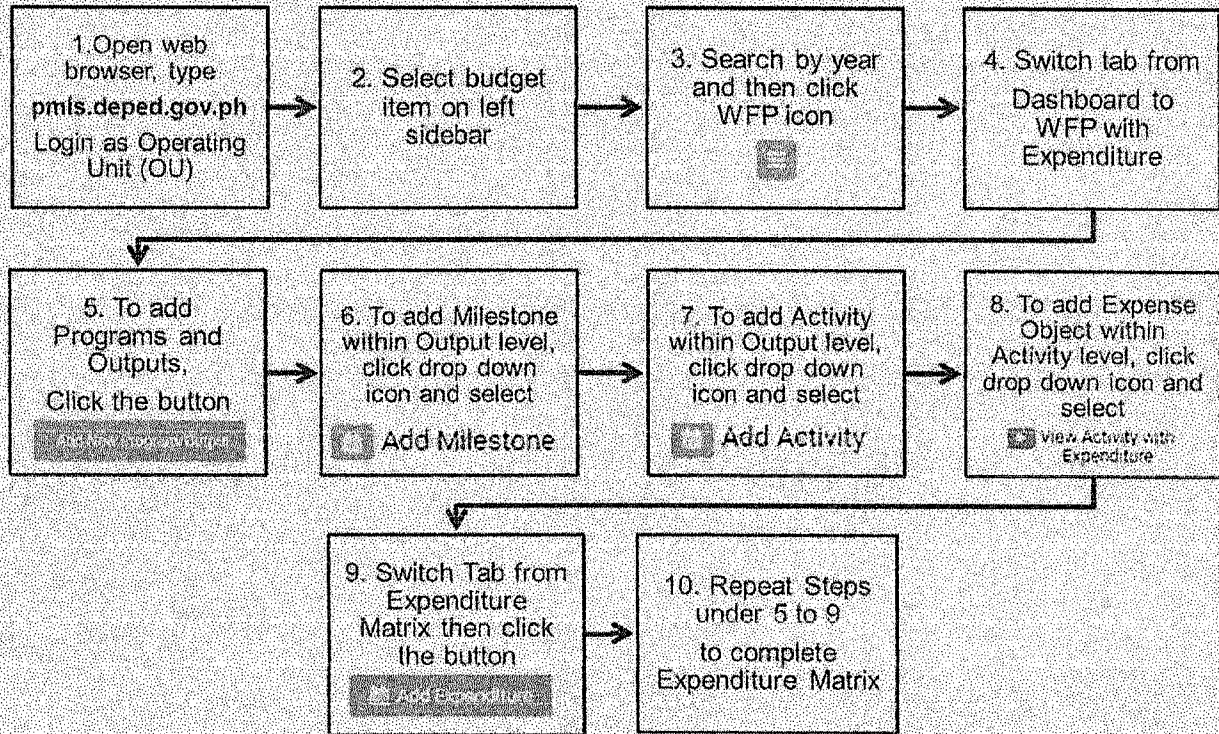 1.Open web
browser, type
pmis.deped.gov.ph
Login as Operating
Unit (OU)
2. Select budget
item on left
sidebar
3. Search by year
and then click
WFP icon
4. Switch tab from
Dashboard to
WFP with
Expenditure
5. To add
Programs and
Outputs,
Click the button
Add New
6. To add Milestone
within Output level,
click drop down
icon and select
Add Milestone
7. To add Activity
within Output level,
click drop down
icon and select
Add Activity
8. To add Expense
Object within
Activity level, click
drop down icon and
select
View Activity with
Expenditure
9. Switch Tab from
Expenditure
Matrix then click
the button
Add Expenditure
10. Repeat Steps
under 5 to 9
to complete
Expenditure Matrix